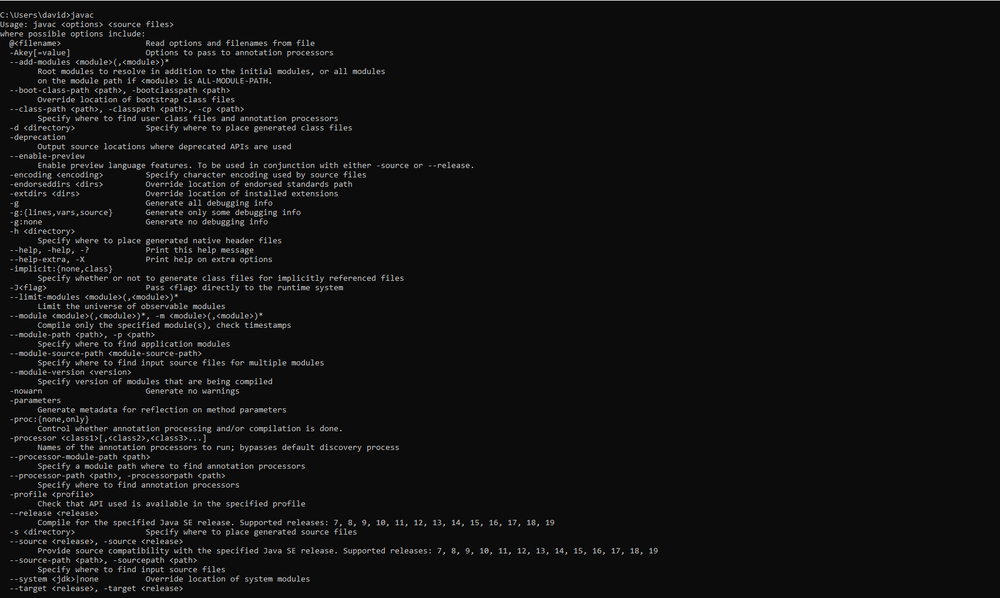 C:\Users\david>javac
Usage: javac <options> <source files>
where possible options include:
  @<filename>                  Read options and filenames from file
  -Akey[=value]                Options to pass to annotation processors
  --add-modules <module>(,<module>)*
        Root modules to resolve in addition to the initial modules, or all modules
        on the module path if <module> is ALL-MODULE-PATH.
  --boot-class-path <path>, -bootclasspath <path>
        Override location of bootstrap class files
  --class-path <path>, -classpath <path>, -cp <path>
        Specify where to find user class files and annotation processors
  -d <directory>               Specify where to place generated class files
  -deprecation
        Output source locations where deprecated APIs are used
  --enable-preview
        Enable preview language features. To be used in conjunction with either -source or --release.
  -encoding <encoding>         Specify character encoding used by source files
  -endorseddirs <dirs>         Override location of endorsed standards path
  -extdirs <dirs>              Override location of installed extensions
  -g                           Generate all debugging info
  -g:{lines,vars,source}       Generate only some debugging info
  -g:none                      Generate no debugging info
  -h <directory>
        Specify where to place generated native header files
  --help, -help, -?            Print this help message
  --help-extra, -X             Print help on extra options
  -implicit:{none,class}
        Specify whether or not to generate class files for implicitly referenced files
  -J<flag>                     Pass <flag> directly to the runtime system
  --limit-modules <module>(,<module>)*
        Limit the universe of observable modules
  --module <module>(,<module>)*, -m <module>(,<module>)*
        Compile only the specified module(s), check timestamps
  --module-path <path>, -p <path>
        Specify where to find application modules
  --module-source-path <module-source-path>
        Specify where to find input source files for multiple modules
  --module-version <version>
        Specify version of modules that are being compiled
  -nowarn                      Generate no warnings
  -parameters
        Generate metadata for reflection on method parameters
  -proc:{none,only}
        Control whether annotation processing and/or compilation is done.
  -processor <class1>[,<class2>,<class3>...]
        Names of the annotation processors to run; bypasses default discovery process
  --processor-module-path <path>
        Specify a module path where to find annotation processors
  --processor-path <path>, -processorpath <path>
        Specify where to find annotation processors
  -profile <profile>
        Check that API used is available in the specified profile
  --release <release>
        Compile for the specified Java SE release. Supported releases: 7, 8, 9, 10, 11, 12, 13, 14, 15, 16, 17, 18, 19
  -s <directory>               Specify where to place generated source files
  --source <release>, -source <release>
        Provide source compatibility with the specified Java SE release. Supported releases: 7, 8, 9, 10, 11, 12, 13, 14, 15, 16, 17, 18, 19
  --source-path <path>, -sourcepath <path>
        Specify where to find input source files
  --system <jdk>|none          Override location of system modules
  --target <release>, -target <release>